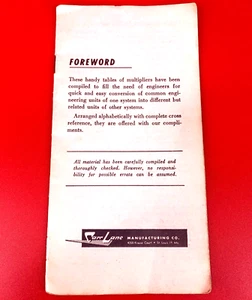 FOREWORD
These handy tables of multipliers have been
compiled to fill the need of engineers for
quick and easy conversion of common engi-
neering units of one system into different but
related units of other systems.
Arranged alphabetically with complete cross
reference, they are offered with our compli-
ments.
All material has been carefully compiled and
thoroughly checked. However, no responsi-
bility for possible errors can be assumed.
Carr Lane MANUFACTURING CO.